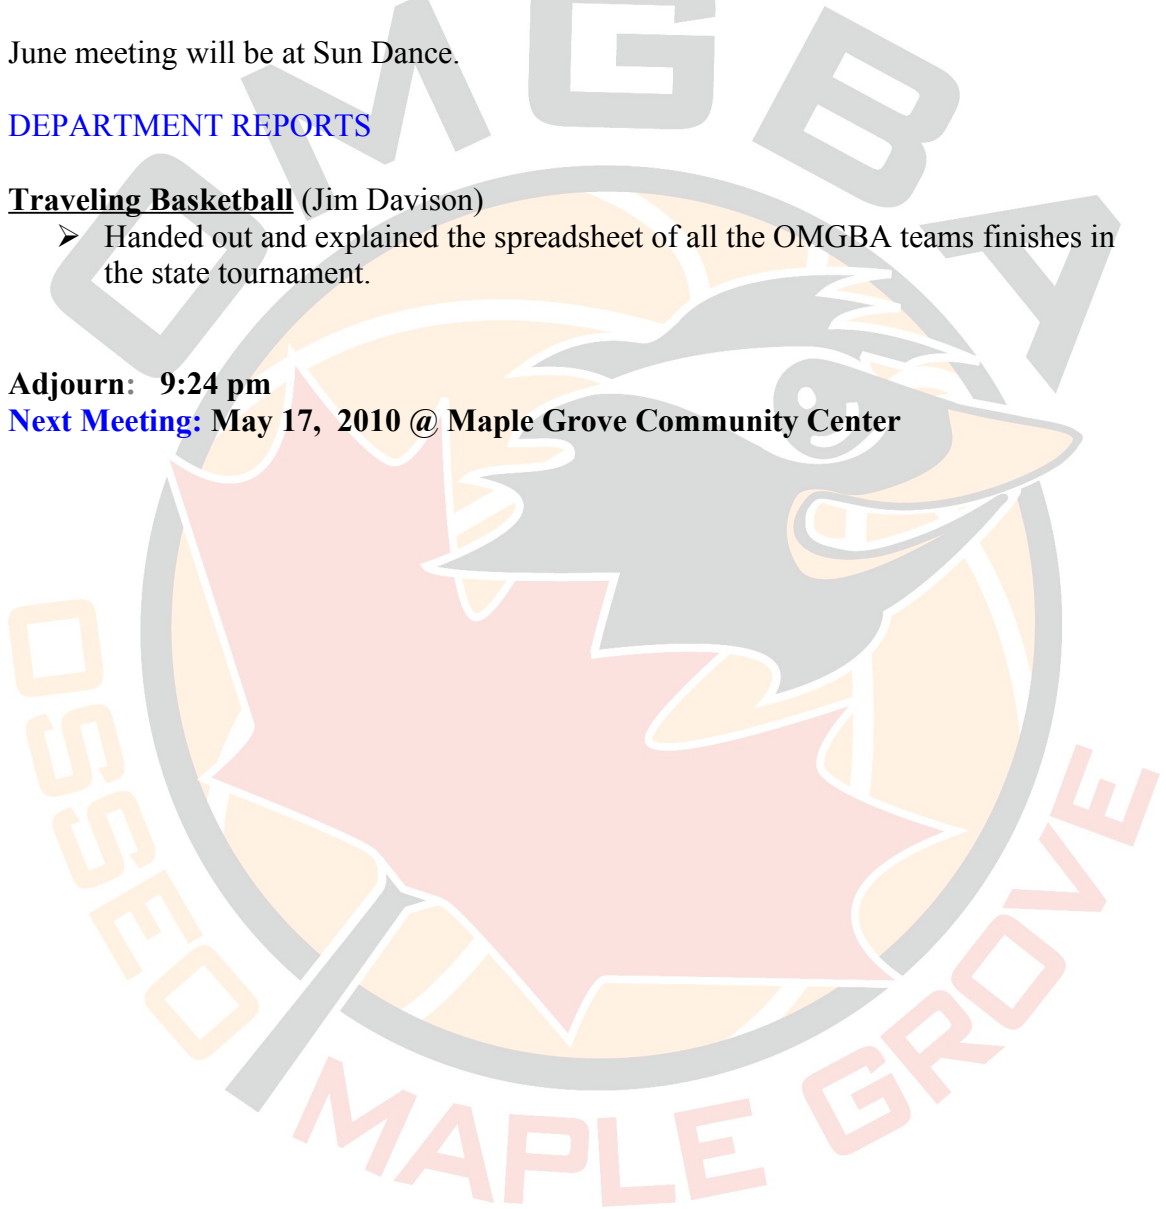 OMGBA
June meeting will be at Sun Dance.
DEPARTMENT REPORTS
Traveling Basketball (Jim Davison)
➢ Handed out and explained the spreadsheet of all the OMGBA teams finishes in
the state tournament.
Adjourn: 9:24 pm
Next Meeting: May 17, 2010 @ Maple Grove Community Center
OSSEO
MAPLE GROVE